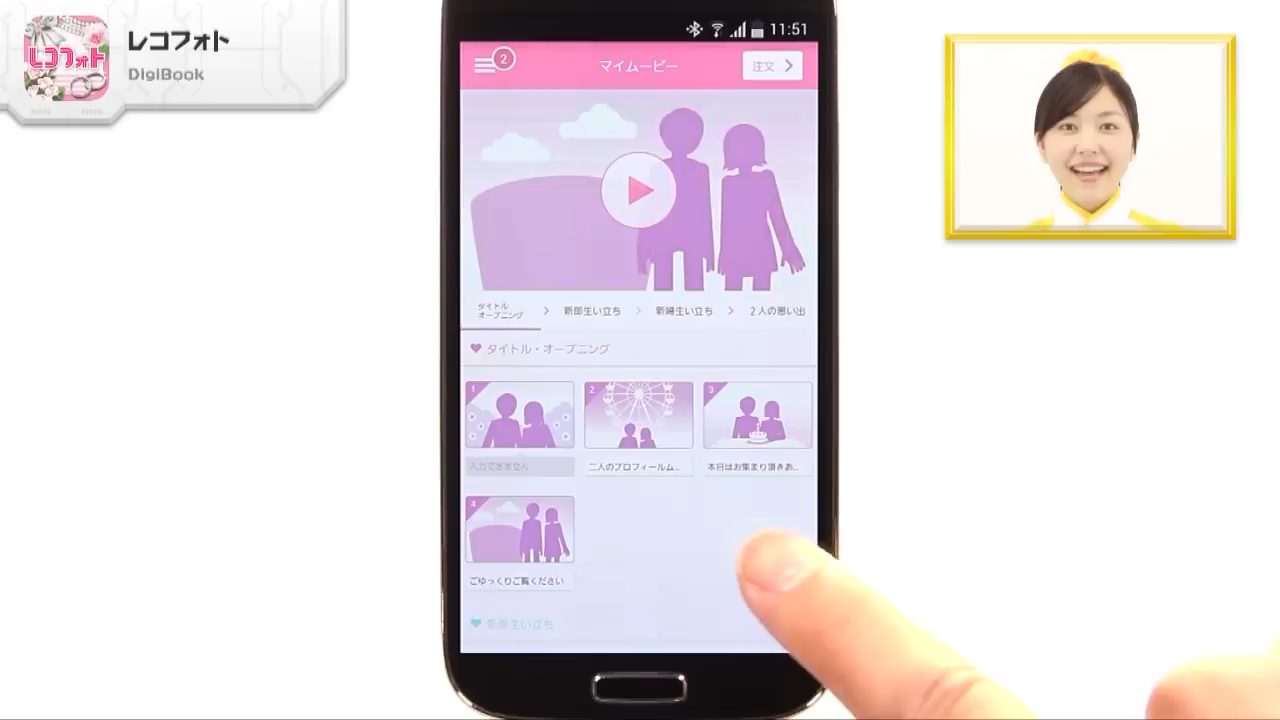 レコフォト
レコフォト
DigiBook
11:51
2
マイムービー
注文
タイトル
オープニング
新郎生い立ち
新婦生い立ち
2人の思い出
タイトル・オープニング
1
2
3
入力できません
二人のプロフィールム...
本日はお集まり頂きあ...
4
ごゆっくりご覧ください
新郎生い立ち